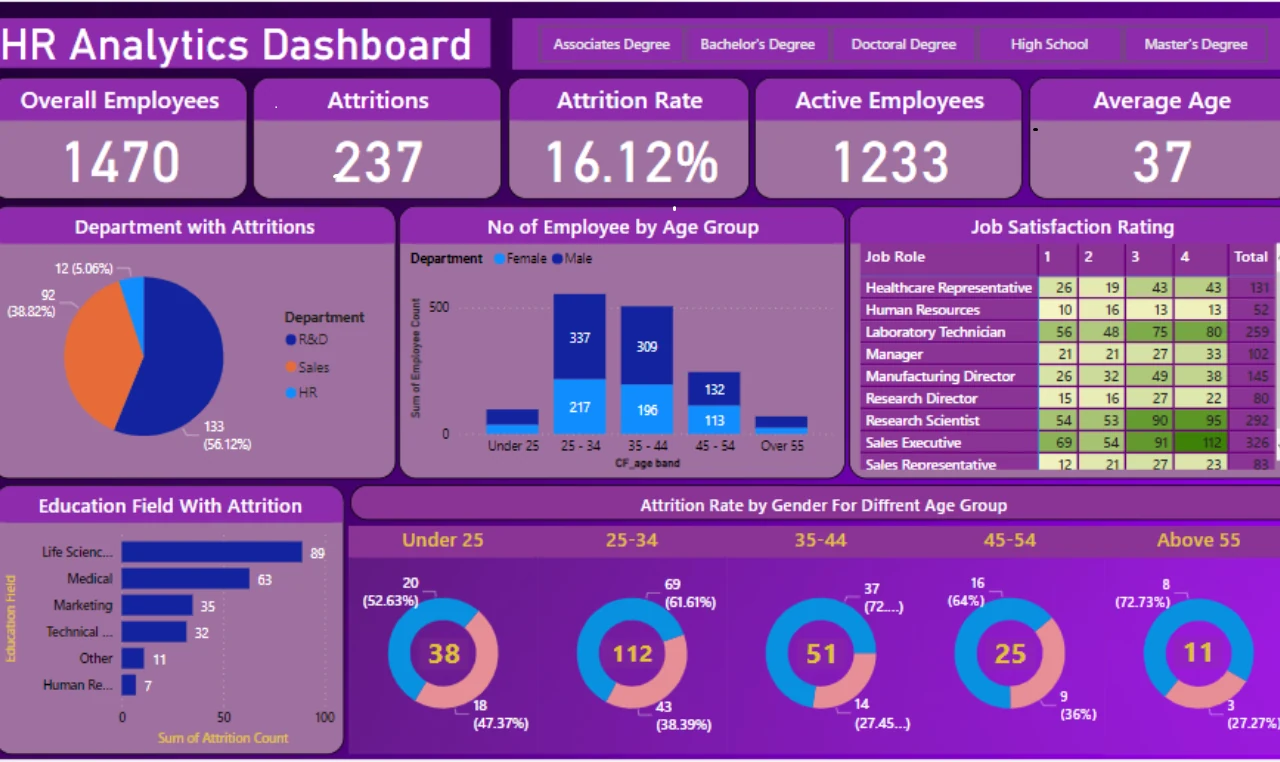 HR Analytics Dashboard
Associates Degree
Bachelor's Degree
Doctoral Degree
High School
Master's Degree
Overall Employees
1470
Attritions
237
Attrition Rate
16.12%
Active Employees
1233
Average Age
37
Department with Attritions
12 (5.06%)
92
(38.82%)
133
(56.12%)
Department
R&D
Sales
HR
No of Employee by Age Group
Department Female Male
Sum of Employee Count
500
0
337
217
309
196
132
113
Under 25
25 - 34
35 - 44
45 - 54
Over 55
CF_age band
Job Satisfaction Rating
Job Role 1 2 3 4 Total
Healthcare Representative 26 19 43 43 131
Human Resources 10 16 13 13 52
Laboratory Technician 56 48 75 80 259
Manager 21 21 27 33 102
Manufacturing Director 26 32 49 38 145
Research Director 15 16 27 22 80
Research Scientist 54 53 90 95 292
Sales Executive 69 54 91 112 326
Sales Representative 12 21 27 23 83
Education Field With Attrition
Education Field
Life Scienc... 89
Medical 63
Marketing 35
Technical ... 32
Other 11
Human Re... 7
0 50 100
Sum of Attrition Count
Attrition Rate by Gender For Diffrent Age Group
Under 25
20
(52.63%)
38
18
(47.37%)
25-34
69
(61.61%)
112
43
(38.39%)
35-44
37
(72....)
51
14
(27.45...)
45-54
16
(64%)
25
9
(36%)
Above 55
8
(72.73%)
11
3
(27.27%)